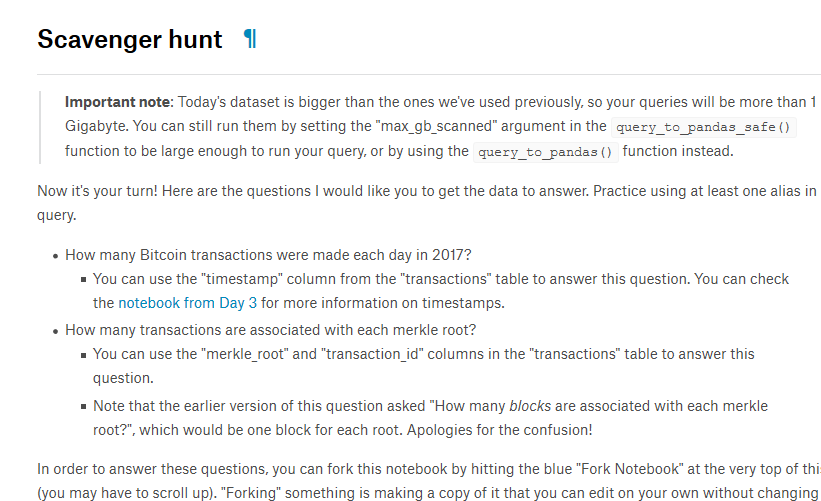 Scavenger hunt ¶
Important note: Today's dataset is bigger than the ones we've used previously, so your queries will be more than 1
Gigabyte. You can still run them by setting the "max_gb_scanned" argument in the query_to_pandas_safe()
function to be large enough to run your query, or by using the query_to_pandas() function instead.
Now it's your turn! Here are the questions I would like you to get the data to answer. Practice using at least one alias in
query.
• How many Bitcoin transactions were made each day in 2017?
▪ You can use the "timestamp" column from the "transactions" table to answer this question. You can check
the notebook from Day 3 for more information on timestamps.
• How many transactions are associated with each merkle root?
▪ You can use the "merkle_root" and "transaction_id" columns in the "transactions" table to answer this
question.
▪ Note that the earlier version of this question asked "How many blocks are associated with each merkle
root?", which would be one block for each root. Apologies for the confusion!
In order to answer these questions, you can fork this notebook by hitting the blue "Fork Notebook" at the very top of thi
(you may have to scroll up). "Forking" something is making a copy of it that you can edit on your own without changing